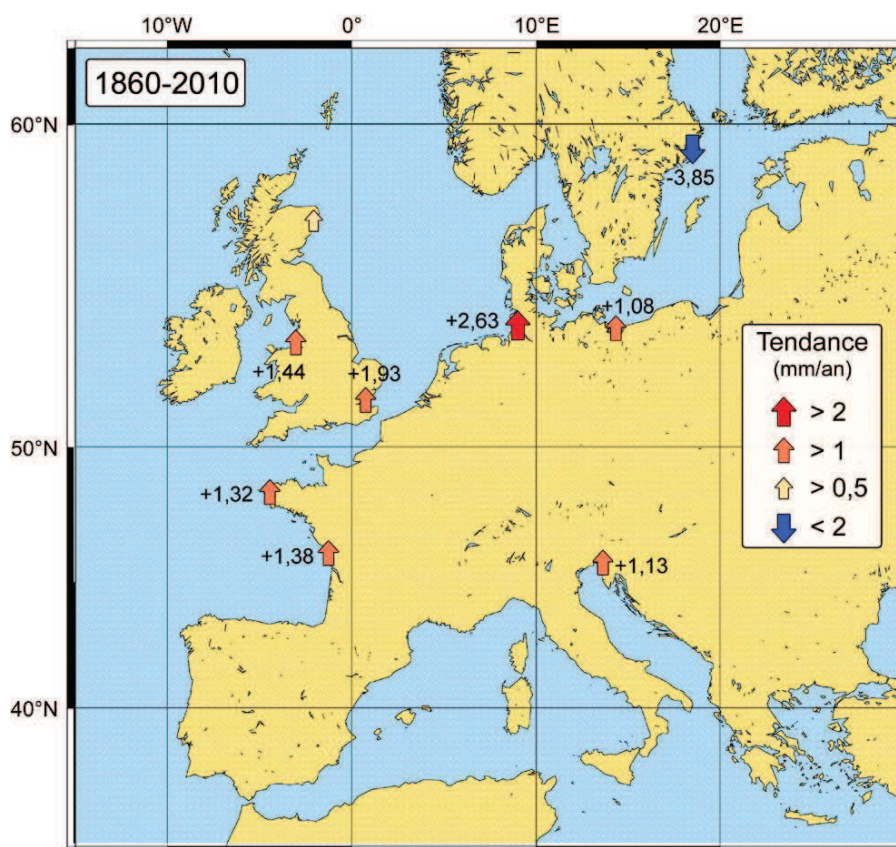 10°W 0° 10°E 20°E
1860-2010
60°N
-3,85
+2,63
+1,08
+1,44
+1,93
Tendance
(mm/an)
> 2
> 1
> 0,5
< 2
50°N
+1,32
+1,38
+1,13
40°N